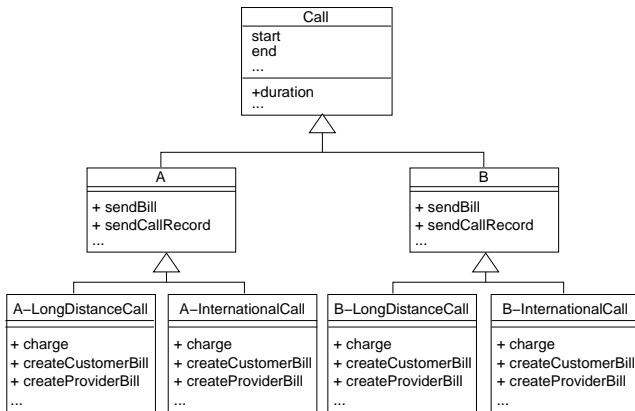 Call
start
end
...
+duration
...
A
+ sendBill
+ sendCallRecord
...
B
+ sendBill
+ sendCallRecord
...
A–LongDistanceCall
+ charge
+ createCustomerBill
+ createProviderBill
...
A–InternationalCall
+ charge
+ createCustomerBill
+ createProviderBill
...
B–LongDistanceCall
+ charge
+ createCustomerBill
+ createProviderBill
...
B–InternationalCall
+ charge
+ createCustomerBill
+ createProviderBill
...